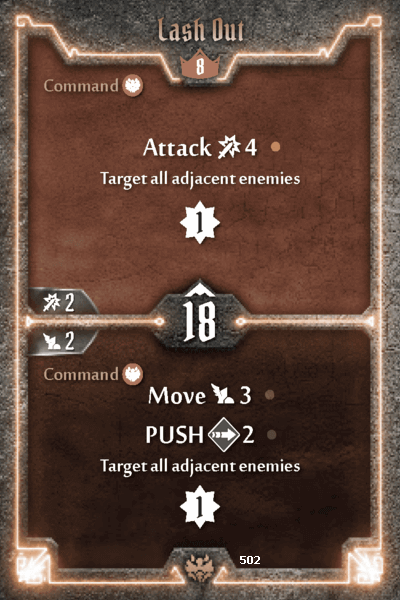 Lash Out
8
Command
Attack 4
Target all adjacent enemies
1
2
18
2
Command
Move 3
PUSH 2
Target all adjacent enemies
1
502